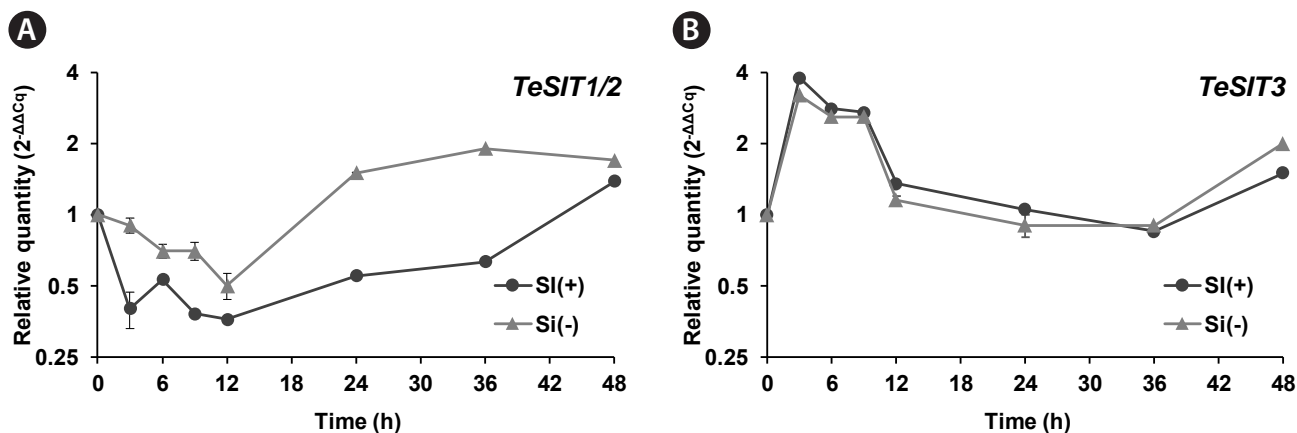 A
TeSIT1/2
Relative quantity (2-ΔΔCq)
4
2
1
0.5
0.25
SI(+)
Si(-)
0 6 12 18 24 30 36 42 48
Time (h)
B
TeSIT3
Relative quantity (2-ΔΔCq)
4
2
1
0.5
0.25
SI(+)
Si(-)
0 6 12 18 24 30 36 42 48
Time (h)